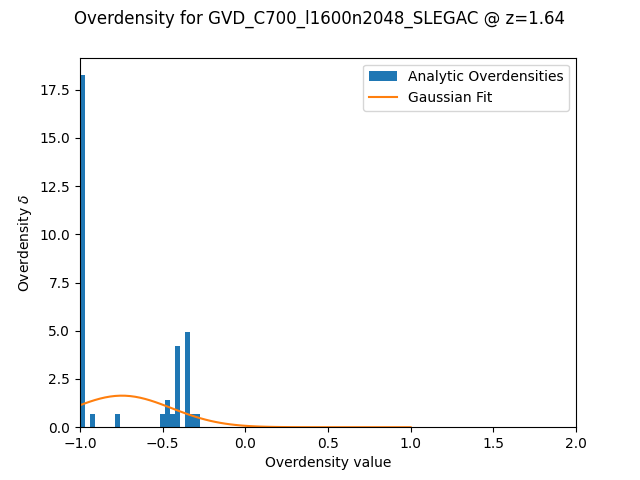 Overdensity for GVD_C700_l1600n2048_SLEGAC @ z=1.64
Analytic Overdensities
Gaussian Fit
Overdensity δ
17.5
15.0
12.5
10.0
7.5
5.0
2.5
0.0
−1.0 −0.5 0.0 0.5 1.0 1.5 2.0
Overdensity value